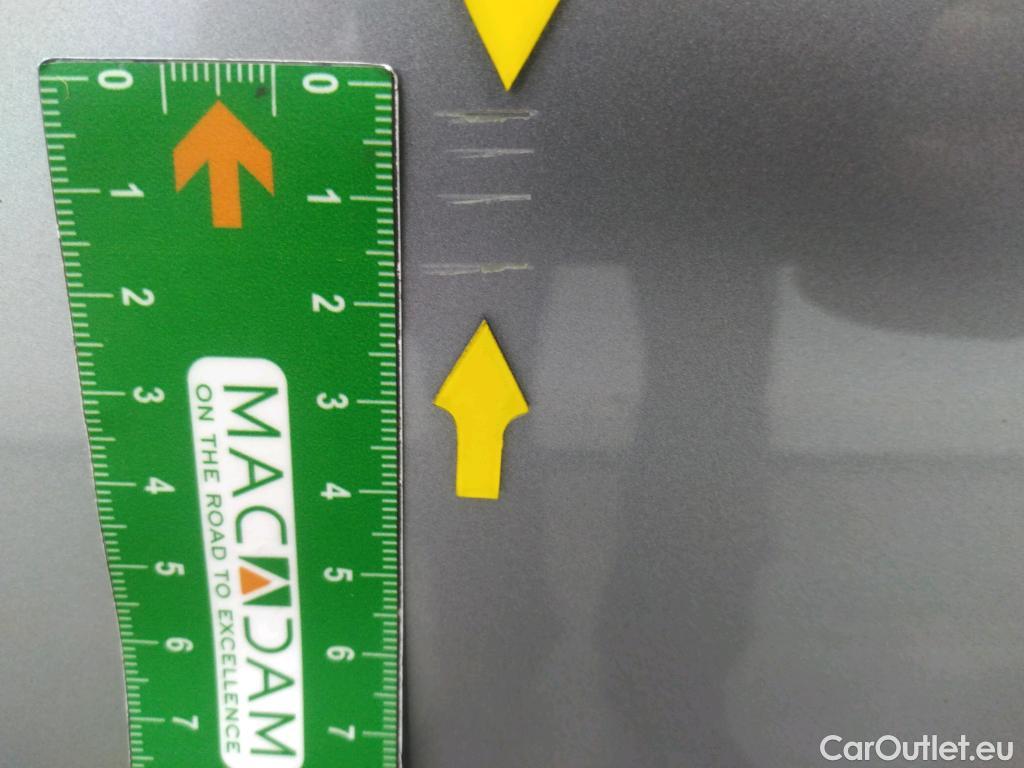 0 0
1 1
2 2
3 3
4 4
5 5
6 6
7 7
MACADAM
ON THE ROAD TO EXCELLENCE
CarOutlet.eu